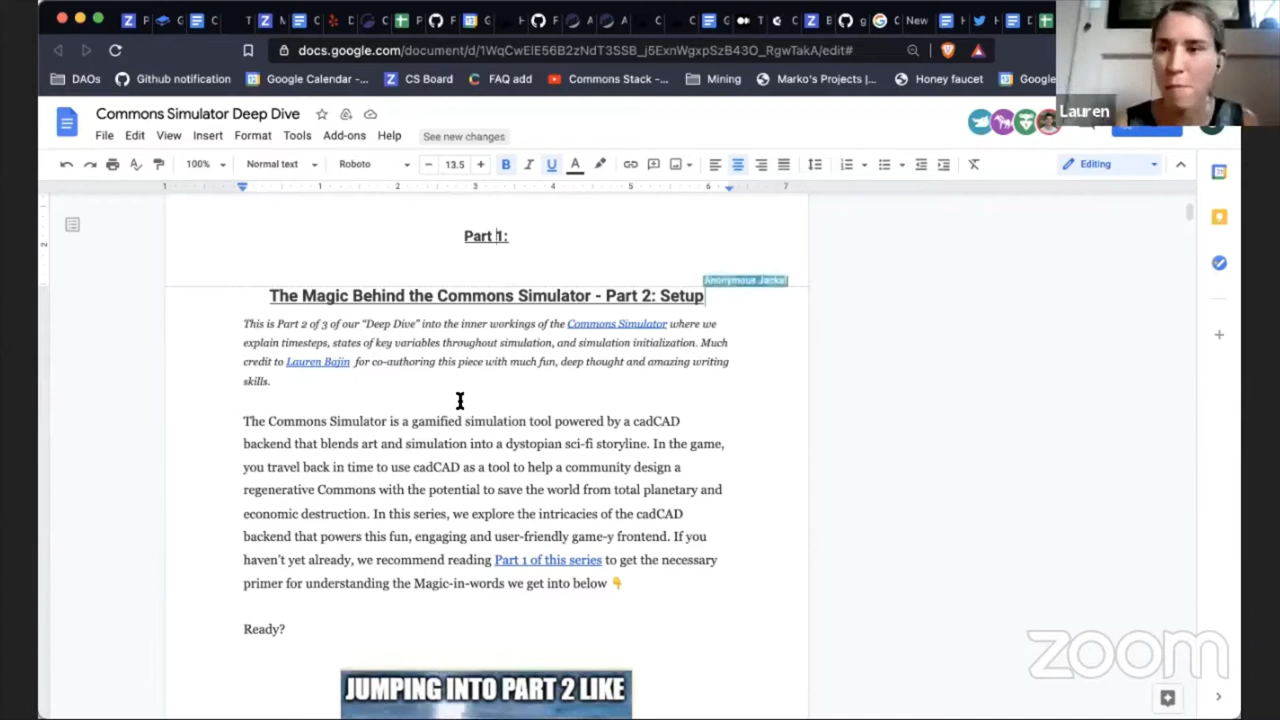 docs.google.com/document/d/1WqCwElE56B2zNdT3SSB_j5ExnWgxpSzB43O_RgwTakA/edit#
DAOs
Github notification
Google Calendar -...
CS Board
FAQ add
Commons Stack -...
Mining
Marko's Projects |...
Honey faucet
Google
Lauren
Commons Simulator Deep Dive
File Edit View Insert Format Tools Add-ons Help
See new changes
100%
Normal text
Roboto
13.5
B I U A
Editing
1 1 2 3 4 5 6 7
2
Part 1:
Anonymous Jackal
The Magic Behind the Commons Simulator - Part 2: Setup
This is Part 2 of 3 of our “Deep Dive” into the inner workings of the Commons Simulator where we
explain timesteps, states of key variables throughout simulation, and simulation initialization. Much
credit to Lauren Bajin for co-authoring this piece with much fun, deep thought and amazing writing
skills.
The Commons Simulator is a gamified simulation tool powered by a cadCAD
backend that blends art and simulation into a dystopian sci-fi storyline. In the game,
you travel back in time to use cadCAD as a tool to help a community design a
regenerative Commons with the potential to save the world from total planetary and
economic destruction. In this series, we explore the intricacies of the cadCAD
backend that powers this fun, engaging and user-friendly game-y frontend. If you
haven’t yet already, we recommend reading Part 1 of this series to get the necessary
primer for understanding the Magic-in-words we get into below 👇
Ready?
JUMPING INTO PART 2 LIKE
zoom